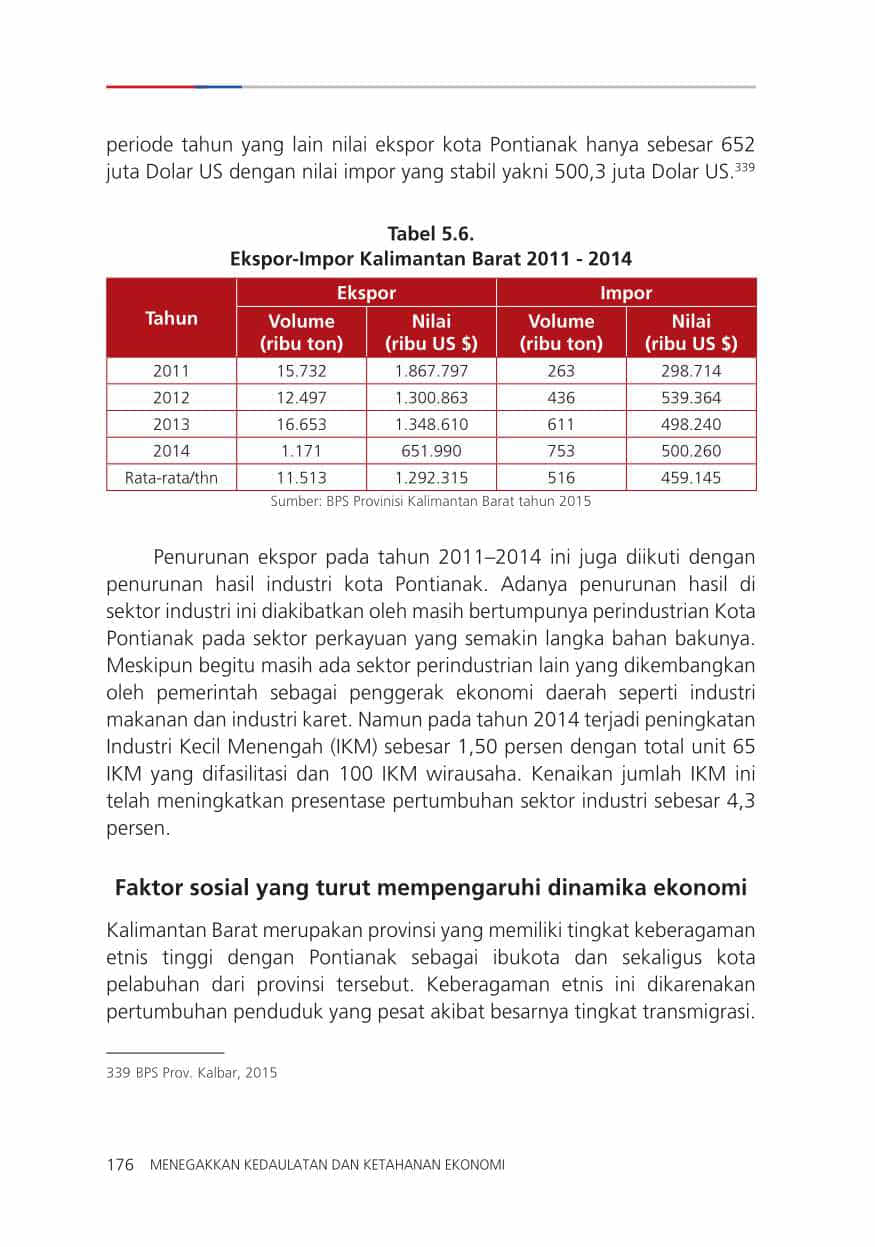 periode tahun yang lain nilai ekspor kota Pontianak hanya sebesar 652
juta Dolar US dengan nilai impor yang stabil yakni 500,3 juta Dolar US.339
Tabel 5.6.
Ekspor-Impor Kalimantan Barat 2011 - 2014
Tahun Ekspor Impor
Volume (ribu ton) Nilai (ribu US $) Volume (ribu ton) Nilai (ribu US $)
2011 15.732 1.867.797 263 298.714
2012 12.497 1.300.863 436 539.364
2013 16.653 1.348.610 611 498.240
2014 1.171 651.990 753 500.260
Rata-rata/thn 11.513 1.292.315 516 459.145
Sumber: BPS Provinisi Kalimantan Barat tahun 2015
Penurunan ekspor pada tahun 2011–2014 ini juga diikuti dengan
penurunan hasil industri kota Pontianak. Adanya penurunan hasil di
sektor industri ini diakibatkan oleh masih bertumpunya perindustrian Kota
Pontianak pada sektor perkayuan yang semakin langka bahan bakunya.
Meskipun begitu masih ada sektor perindustrian lain yang dikembangkan
oleh pemerintah sebagai penggerak ekonomi daerah seperti industri
makanan dan industri karet. Namun pada tahun 2014 terjadi peningkatan
Industri Kecil Menengah (IKM) sebesar 1,50 persen dengan total unit 65
IKM yang difasilitasi dan 100 IKM wirausaha. Kenaikan jumlah IKM ini
telah meningkatkan presentase pertumbuhan sektor industri sebesar 4,3
persen.
Faktor sosial yang turut mempengaruhi dinamika ekonomi
Kalimantan Barat merupakan provinsi yang memiliki tingkat keberagaman
etnis tinggi dengan Pontianak sebagai ibukota dan sekaligus kota
pelabuhan dari provinsi tersebut. Keberagaman etnis ini dikarenakan
pertumbuhan penduduk yang pesat akibat besarnya tingkat transmigrasi.
339 BPS Prov. Kalbar, 2015
176 MENEGAKKAN KEDAULATAN DAN KETAHANAN EKONOMI